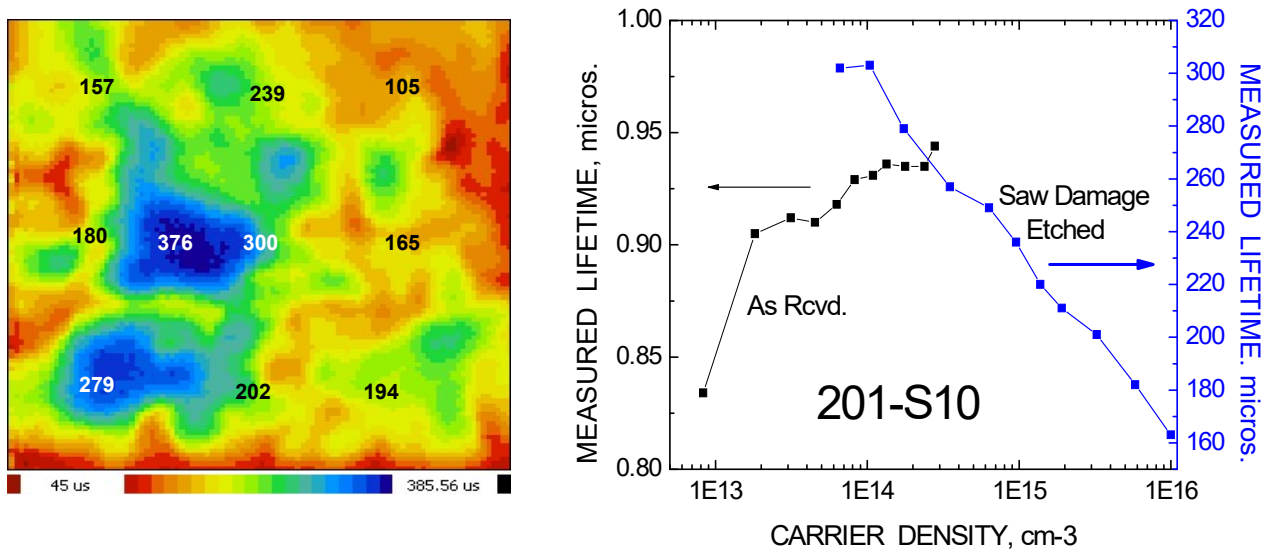 157
239
105
180
376
300
165
279
202
194
45 us
385.56 us
MEASURED LIFETIME, micros.
1.00
0.95
0.90
0.85
0.80
320
300
280
260
240
220
200
180
160
MEASURED LIFETIME. micros.
Saw Damage
Etched
As Rcvd.
201-S10
1E13
1E14
1E15
1E16
CARRIER DENSITY, cm-3